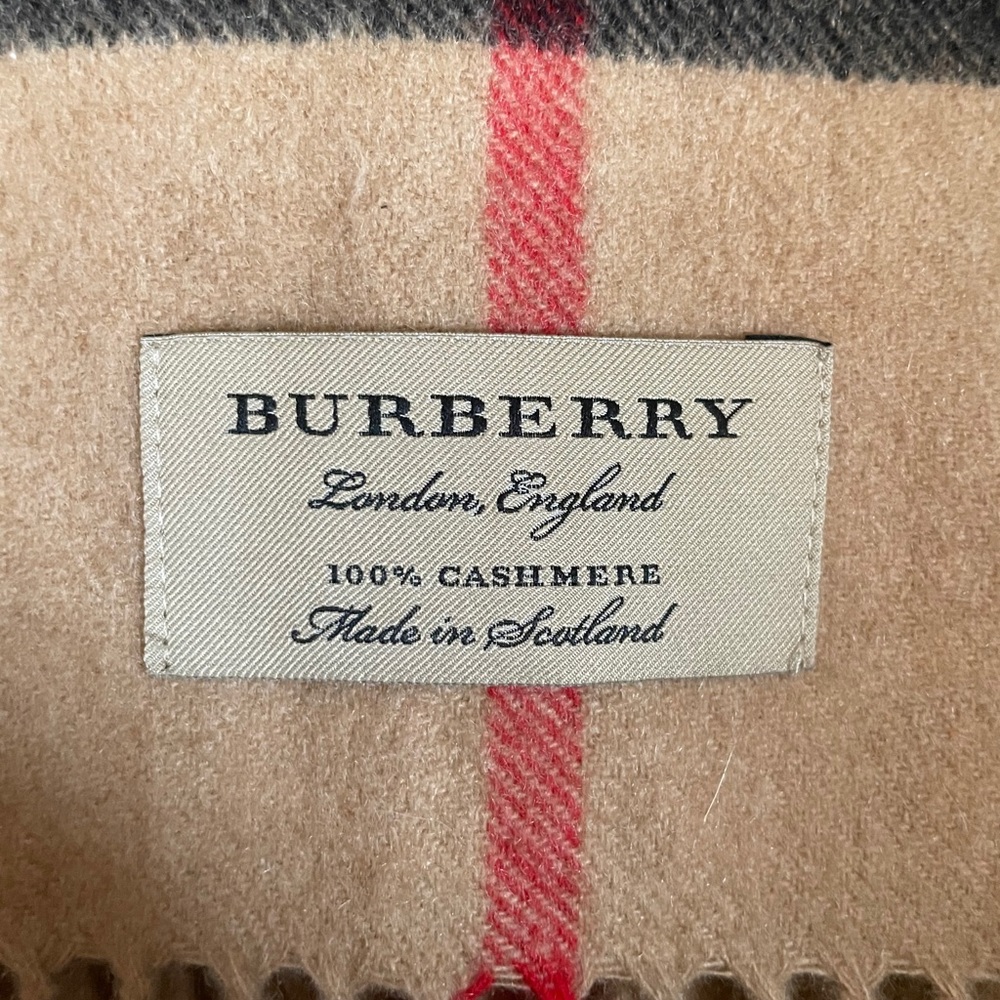 BURBERRY
London, England
100% CASHMERE
Made in Scotland